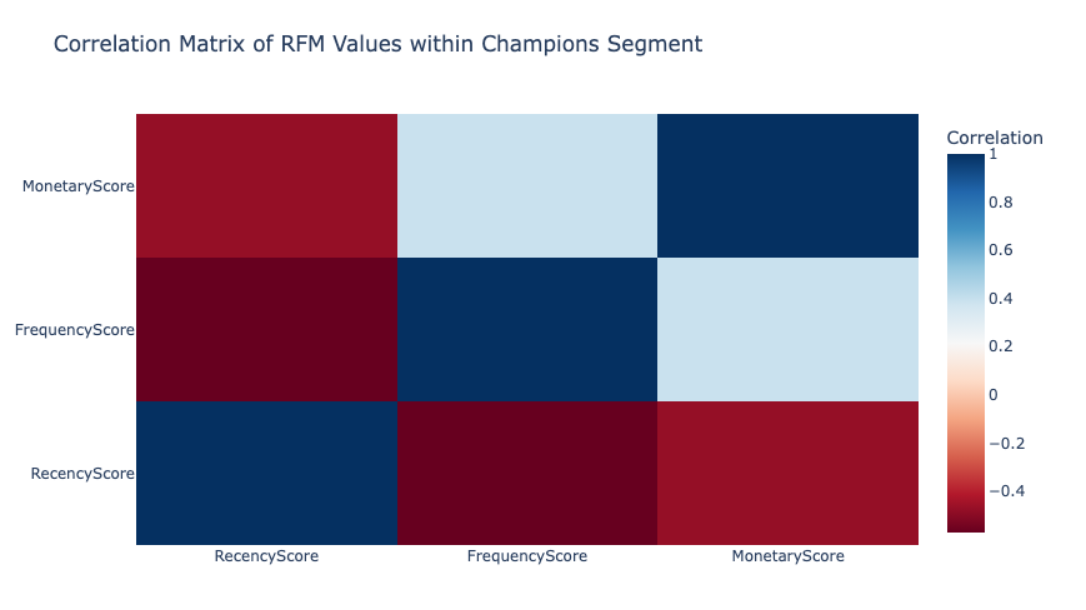 Correlation Matrix of RFM Values within Champions Segment
Correlation
1
0.8
0.6
0.4
0.2
0
−0.2
−0.4
MonetaryScore
FrequencyScore
RecencyScore
RecencyScore FrequencyScore MonetaryScore